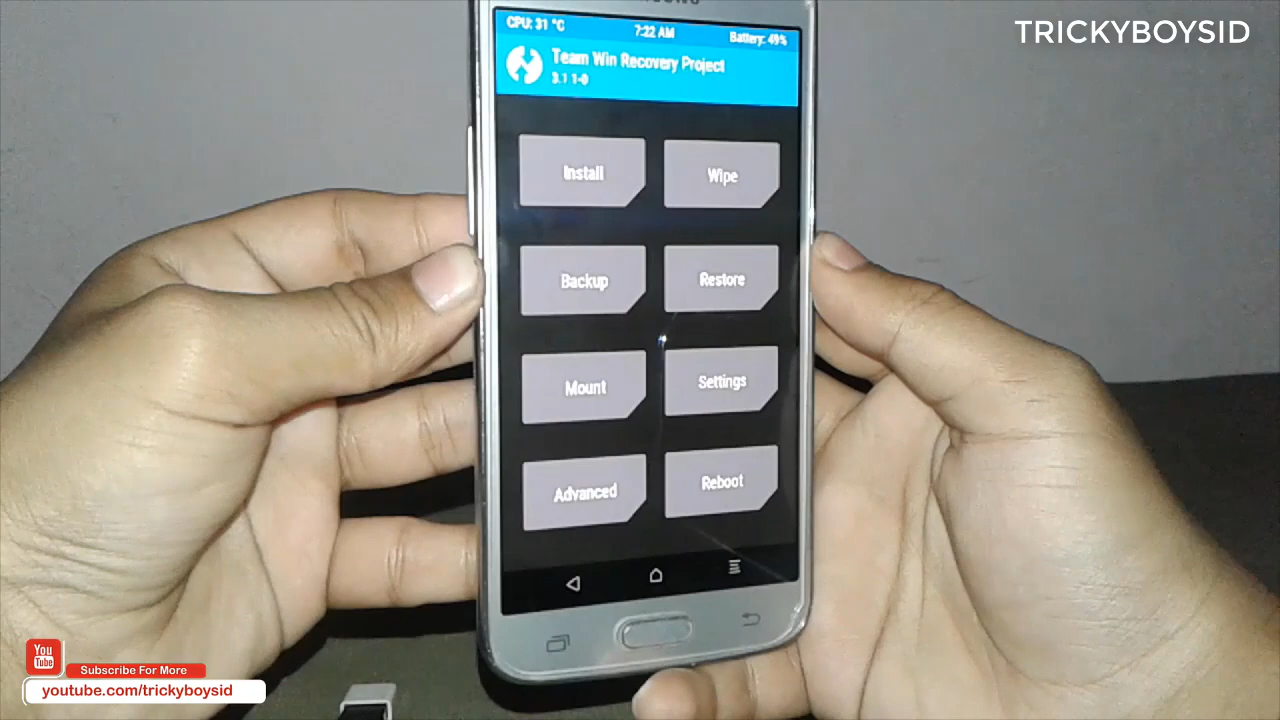 TRICKYBOYSID
CPU: 31 °C
7:22 AM
Battery: 49%
Team Win Recovery Project
3.1 1-0
Install
Wipe
Backup
Restore
Mount
Settings
Advanced
Reboot
You
Tube
Subscribe For More
youtube.com/trickyboysid